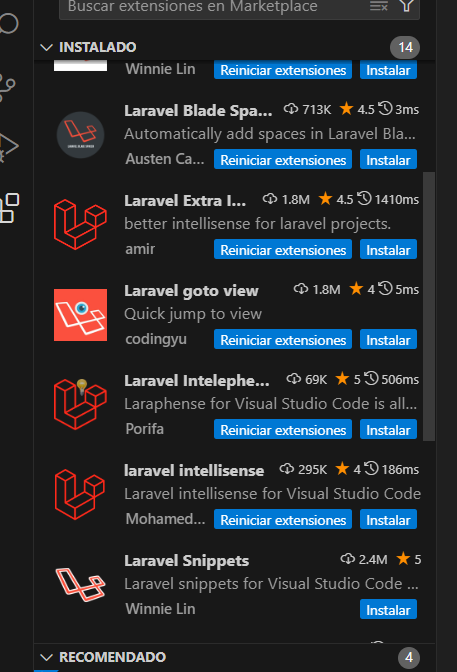 Buscar extensiones en Marketplace
INSTALADO 14
Winnie Lin Reiniciar extensiones Instalar
Laravel Blade Spa... 713K 4.5 3ms
Automatically add spaces in Laravel Bla...
Austen Ca... Reiniciar extensiones Instalar
Laravel Extra I... 1.8M 4.5 1410ms
better intellisense for laravel projects.
amir Reiniciar extensiones Instalar
Laravel goto view 1.8M 4 5ms
Quick jump to view
codingyu Reiniciar extensiones Instalar
Laravel Intelephe... 69K 5 506ms
Laraphense for Visual Studio Code is all...
Porifa Reiniciar extensiones Instalar
laravel intellisense 295K 4 186ms
Laravel intellisense for Visual Studio Code
Mohamed... Reiniciar extensiones Instalar
Laravel Snippets 2.4M 5
Laravel snippets for Visual Studio Code ...
Winnie Lin Instalar
RECOMENDADO 4